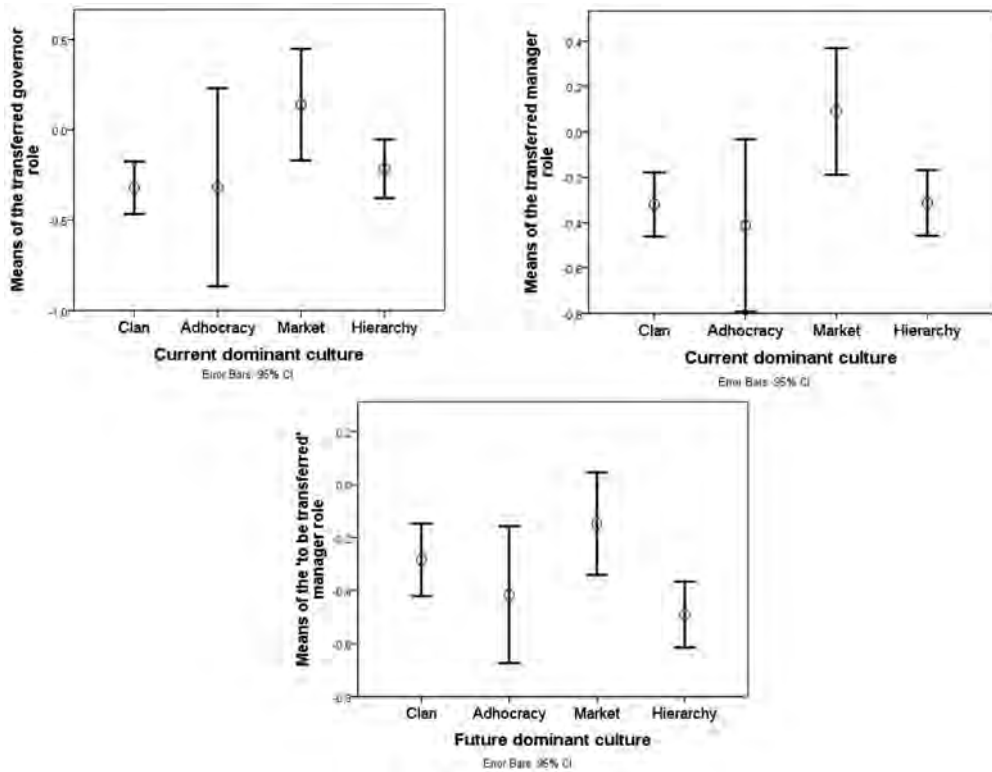 Means of the transferred governor
role
0.5
0.0
-0.5
-1.0
Clan Adhocracy Market Hierarchy
Current dominant culture
Error Bars: 95% CI
Means of the transferred manager
role
0.4
0.2
0.0
-0.2
-0.4
-0.6
-0.8
Clan Adhocracy Market Hierarchy
Current dominant culture
Error Bars: 95% CI
Means of the 'to be transferred'
manager role
0.2
0.0
-0.2
-0.4
-0.6
-0.8
Clan Adhocracy Market Hierarchy
Future dominant culture
Error Bars: 95% CI